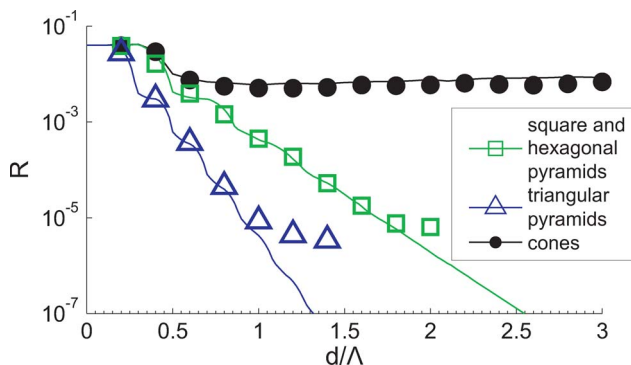 10^-1
10^-3
10^-5
10^-7
R
0 0.5 1 1.5 2 2.5 3
d/Λ
square and
hexagonal
pyramids
triangular
pyramids
cones